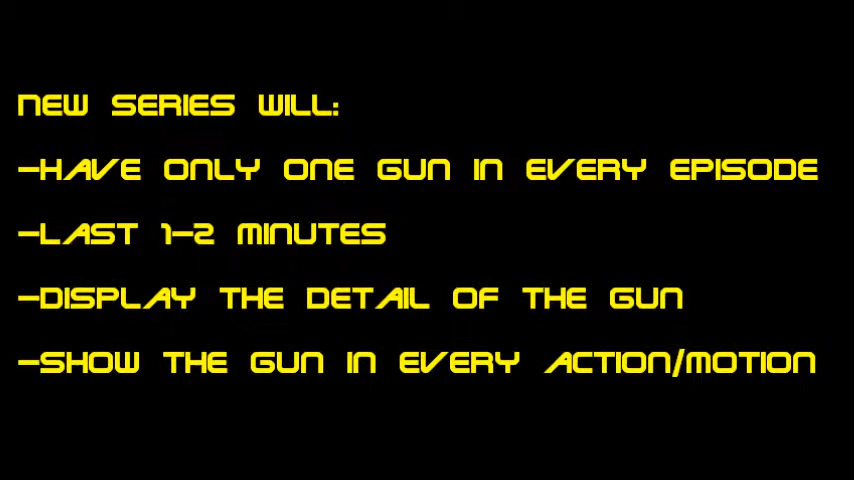 NEW SERIES WILL:
-HAVE ONLY ONE GUN IN EVERY EPISODE
-LAST 1-2 MINUTES
-DISPLAY THE DETAIL OF THE GUN
-SHOW THE GUN IN EVERY ACTION/MOTION